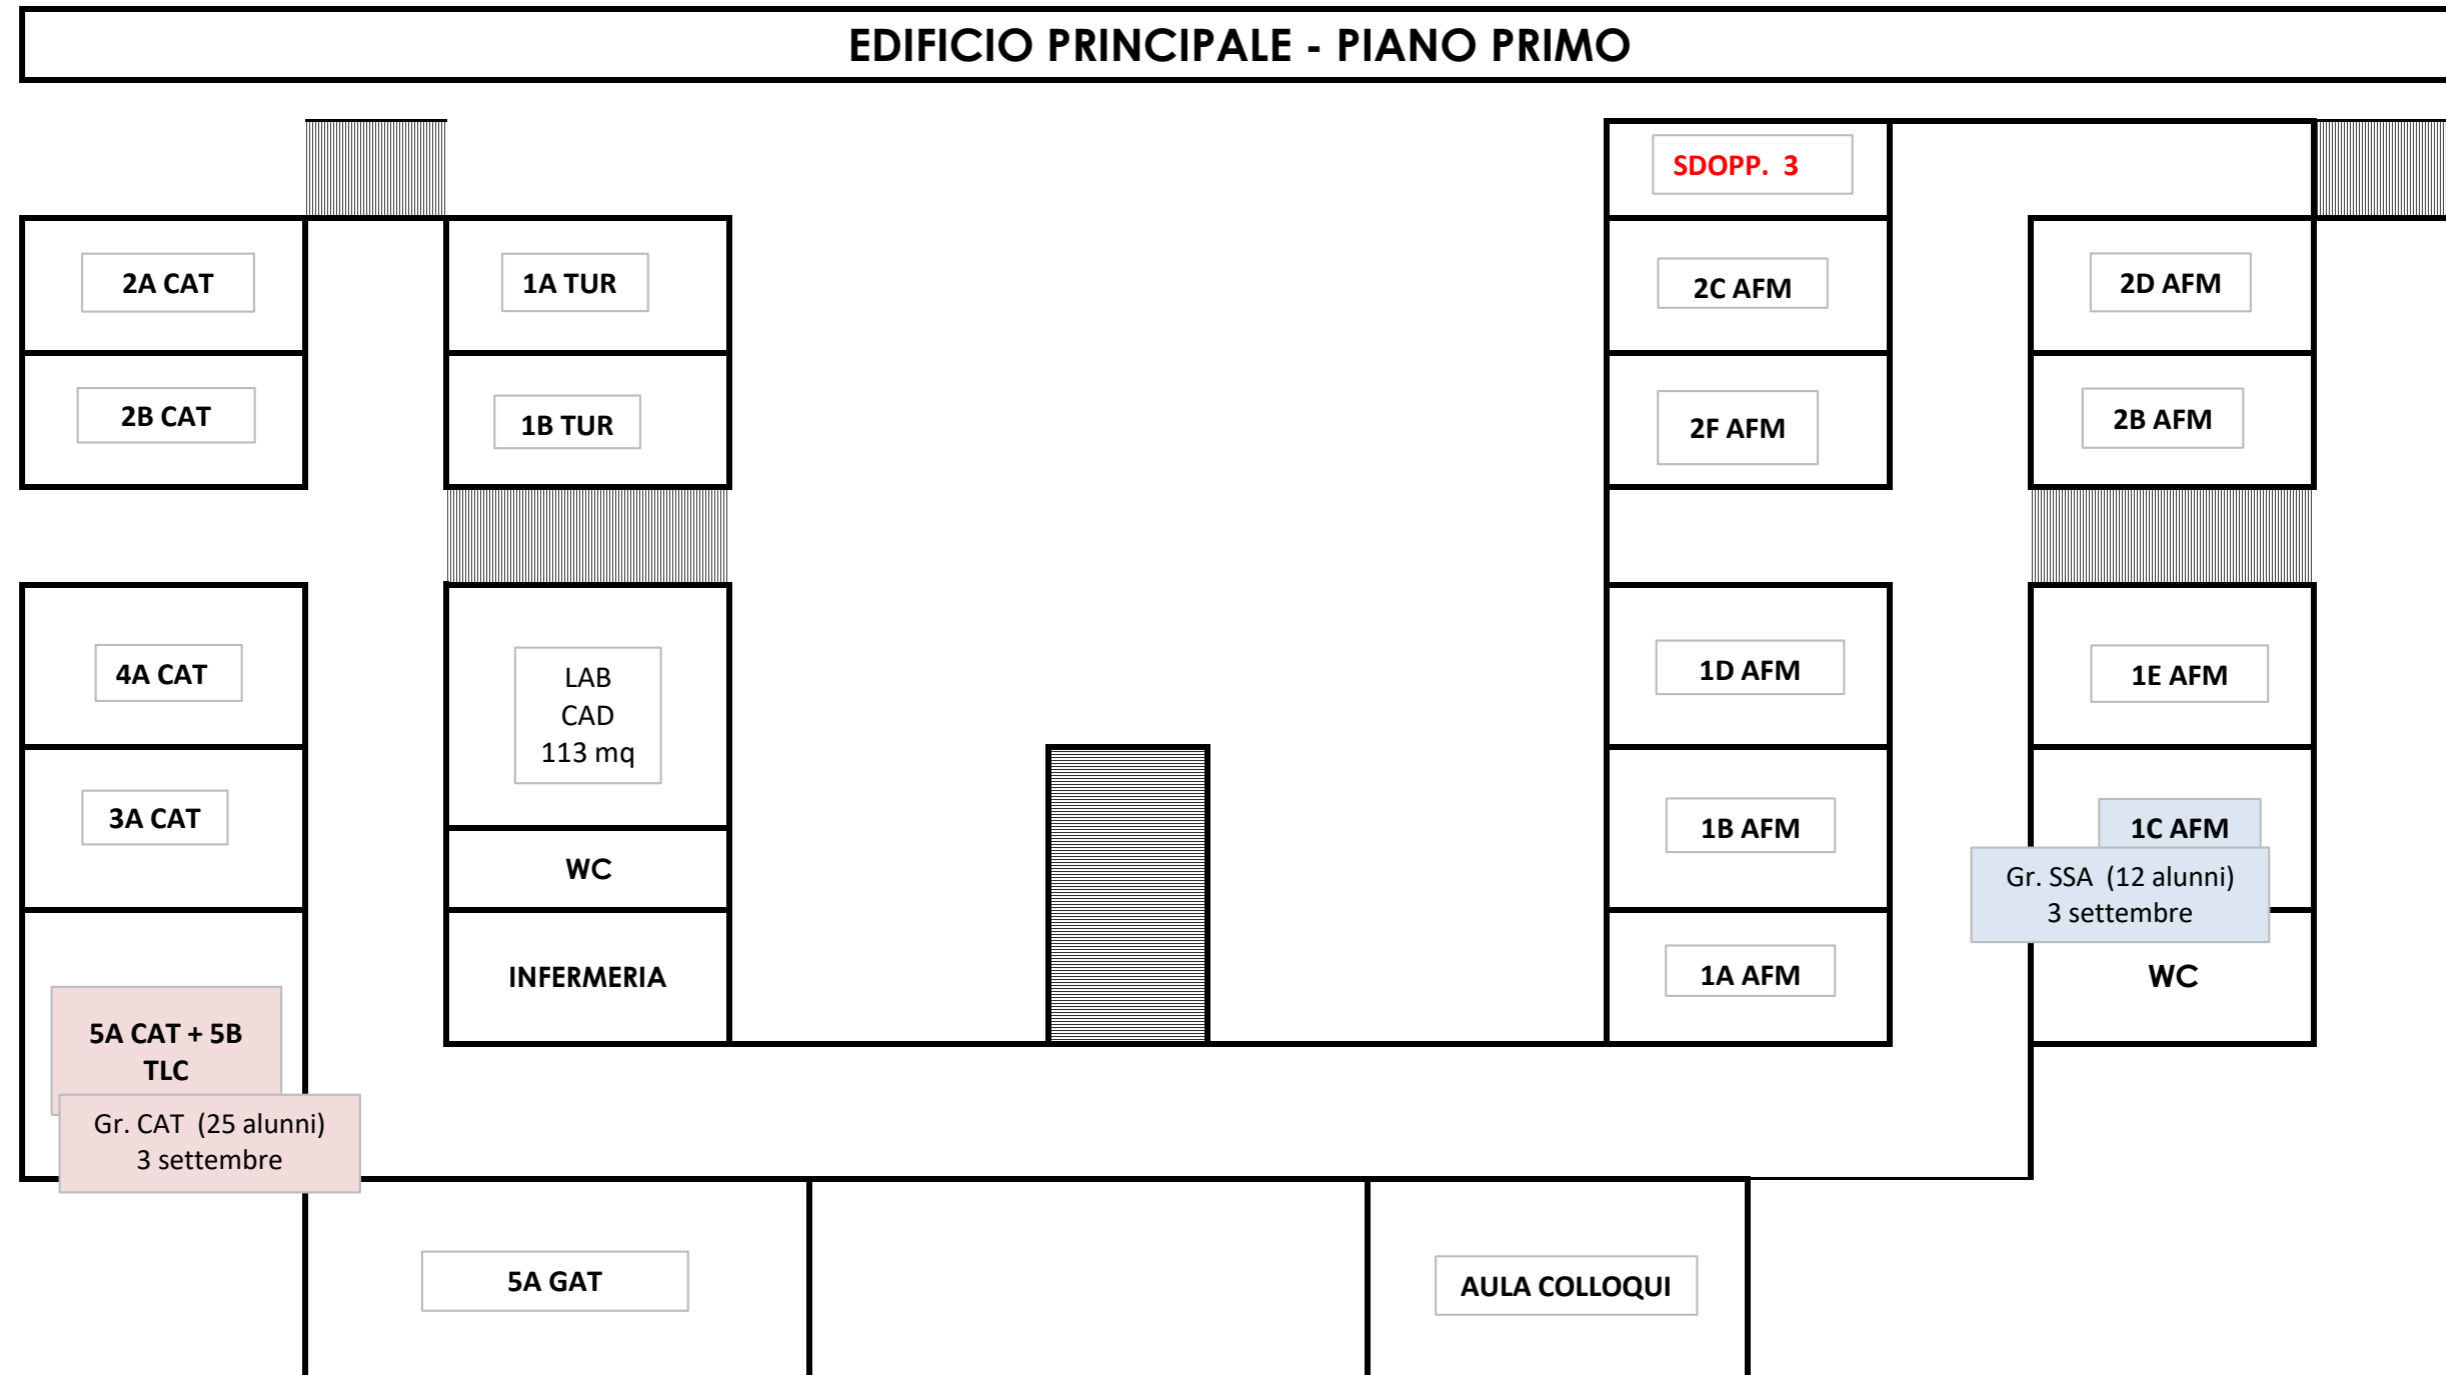 EDIFICIO PRINCIPALE - PIANO PRIMO
SDOPP. 3
2A CAT
1A TUR
2C AFM
2D AFM
2B CAT
1B TUR
2F AFM
2B AFM
4A CAT
LAB
CAD
113 mq
1D AFM
1E AFM
3A CAT
1B AFM
1C AFM
WC
Gr. SSA (12 alunni)
3 settembre
INFERMERIA
1A AFM
WC
5A CAT + 5B
TLC
Gr. CAT (25 alunni)
3 settembre
5A GAT
AULA COLLOQUI